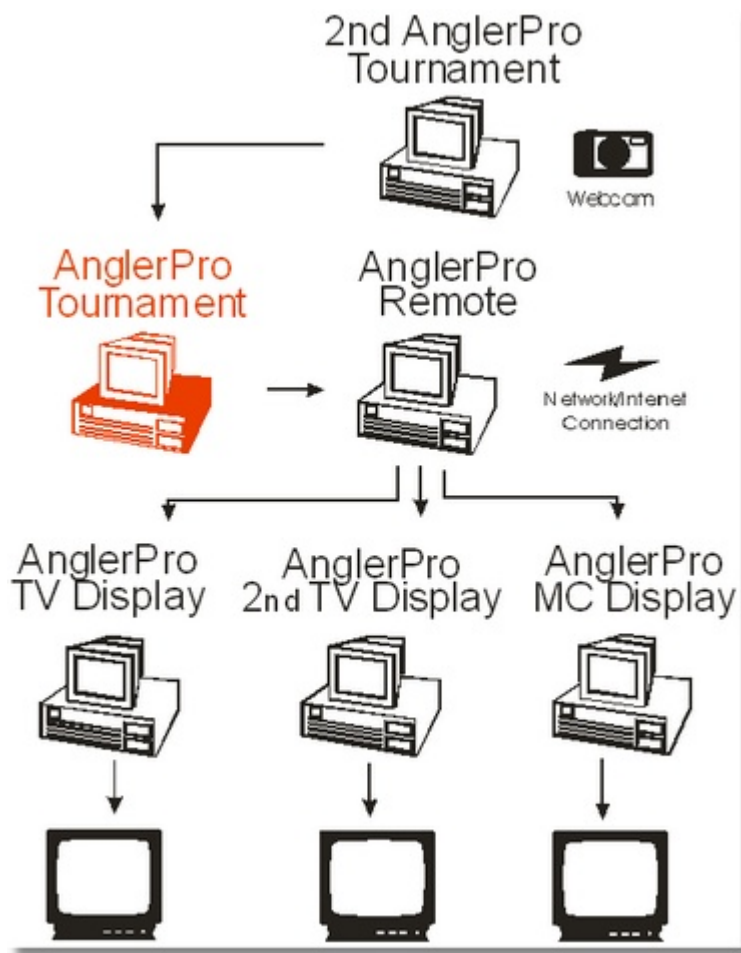 2nd AnglerPro
Tournament
Webcam
AnglerPro
Tournament
AnglerPro
Remote
Network/Internet
Connection
AnglerPro
TV Display
AnglerPro
2nd TV Display
AnglerPro
MC Display